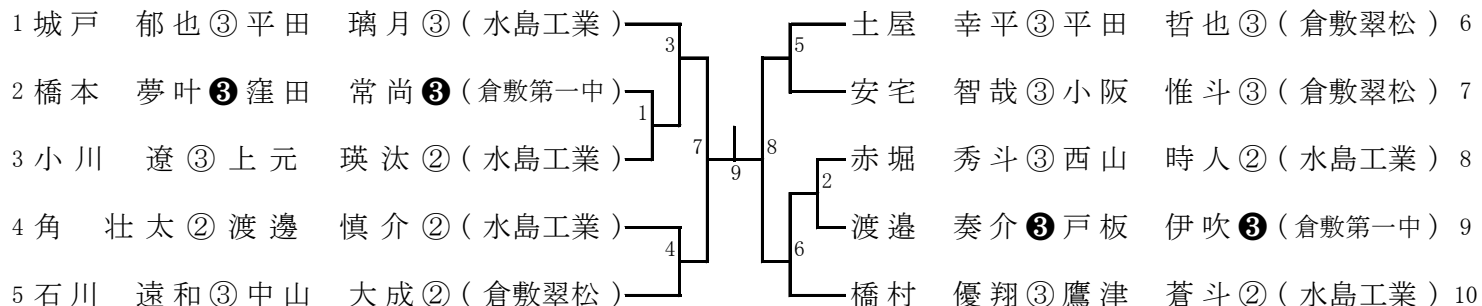 1 城戸 郁也③平田 璃月③(水島工業)
3
2 橋本 夢叶❸窪田 常尚❸(倉敷第一中)
1
3 小川 遼③上元 瑛汰②(水島工業)
7
4 角 壮太②渡邊 慎介②(水島工業)
4
5 石川 遠和③中山 大成②(倉敷翠松)
9
土屋 幸平③平田 哲也③(倉敷翠松) 6
5
安宅 智哉③小阪 惟斗③(倉敷翠松) 7
8
赤堀 秀斗③西山 時人②(水島工業) 8
2
渡邉 奏介❸戸板 伊吹❸(倉敷第一中) 9
6
橋村 優翔③鷹津 蒼斗②(水島工業) 10